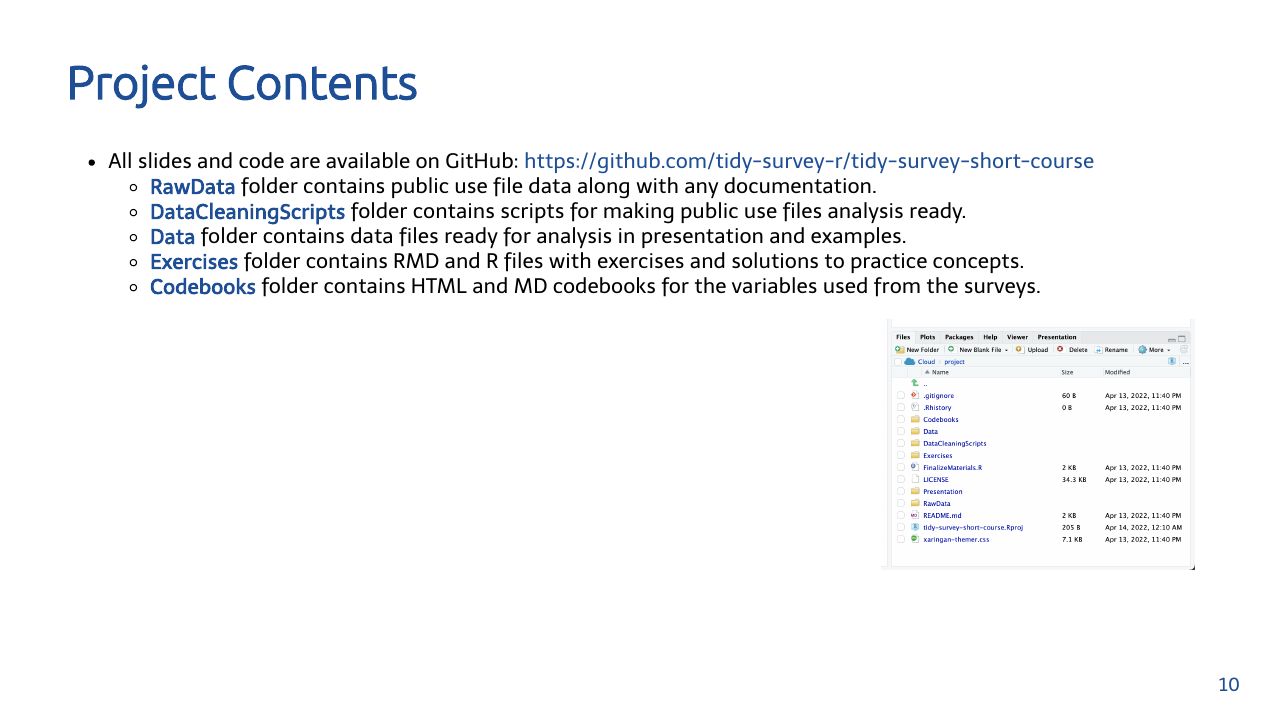 Project Contents
• All slides and code are available on GitHub: https://github.com/tidy-survey-r/tidy-survey-short-course
◦ RawData folder contains public use file data along with any documentation.
◦ DataCleaningScripts folder contains scripts for making public use files analysis ready.
◦ Data folder contains data files ready for analysis in presentation and examples.
◦ Exercises folder contains RMD and R files with exercises and solutions to practice concepts.
◦ Codebooks folder contains HTML and MD codebooks for the variables used from the surveys.
Files Plots Packages Help Viewer Presentation
New Folder New Blank File Upload Delete Rename More
Cloud project ...
Name Size Modified
..
.gitignore 60 B Apr 13, 2022, 11:40 PM
.Rhistory 0 B Apr 13, 2022, 11:40 PM
Codebooks
Data
DataCleaningScripts
Exercises
FinalizeMaterials.R 2 KB Apr 13, 2022, 11:40 PM
LICENSE 34.3 KB Apr 13, 2022, 11:40 PM
Presentation
RawData
README.md 2 KB Apr 13, 2022, 11:40 PM
tidy-survey-short-course.Rproj 205 B Apr 14, 2022, 12:10 AM
xaringan-themer.css 7.1 KB Apr 13, 2022, 11:40 PM
10